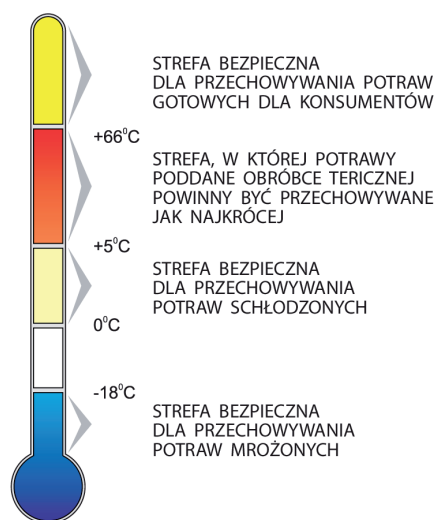 STREFA BEZPIECZNA
DLA PRZECHOWYWANIA POTRAW
GOTOWYCH DLA KONSUMENTÓW
+66°C
STREFA, W KTÓREJ POTRAWY
PODDANE OBRÓBCE TERICZNEJ
POWINNY BYĆ PRZECHOWYWANE
JAK NAJKRÓCEJ
+5°C
STREFA BEZPIECZNA
DLA PRZECHOWYWANIA
POTRAW SCHŁODZONYCH
0°C
-18°C
STREFA BEZPIECZNA
DLA PRZECHOWYWANIA
POTRAW MROŻONYCH